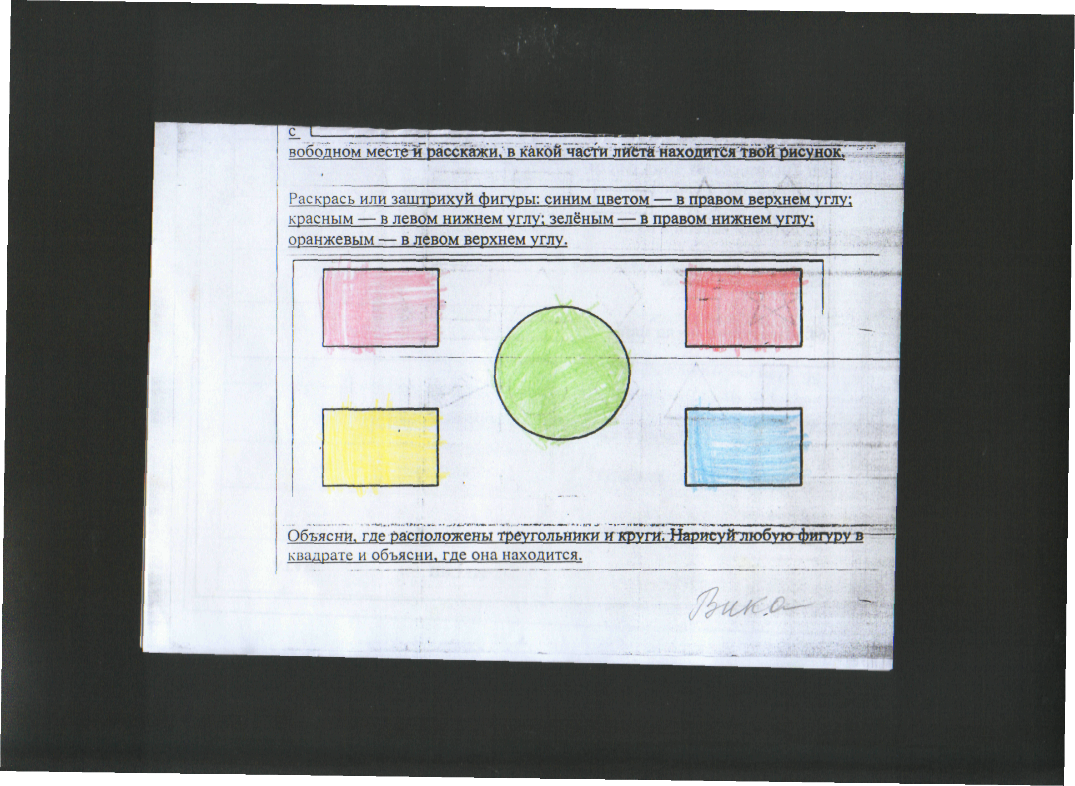 с
вободном месте и расскажи, в какой части листа находится твой рисунок.
Раскрась или заштрихуй фигуры: синим цветом — в правом верхнем углу;
красным — в левом нижнем углу; зелёным — в правом нижнем углу;
оранжевым — в левом верхнем углу.
Объясни, где расположены треугольники и круги. Нарисуй любую фигуру в
квадрате и объясни, где она находится.
Вика